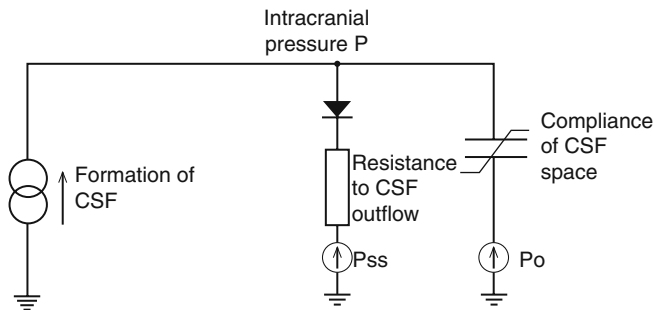 Intracranial
pressure P
Formation of
CSF
Resistance
to CSF
outflow
Compliance
of CSF
space
Pss
Po